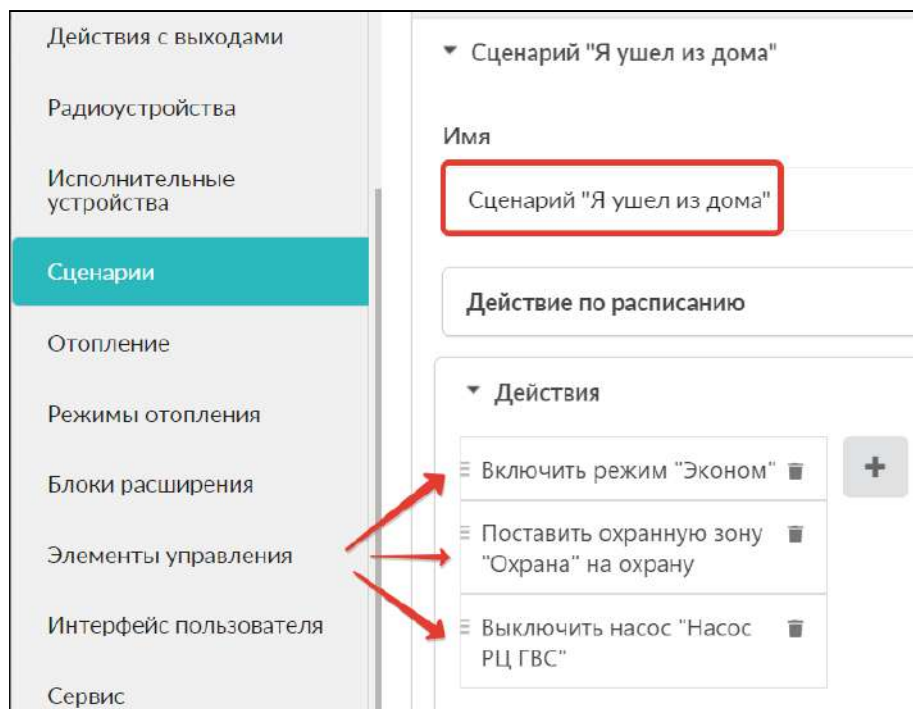 Действия с выходами
Радиоустройства
Исполнительные
устройства
Сценарии
Отопление
Режимы отопления
Блоки расширения
Элементы управления
Интерфейс пользователя
Сервис
Сценарий "Я ушел из дома"
Имя
Сценарий "Я ушел из дома"
Действие по расписанию
Действия
Включить режим "Эконом"
Поставить охранную зону
"Охрана" на охрану
Выключить насос "Насос
РЦ ГВС"